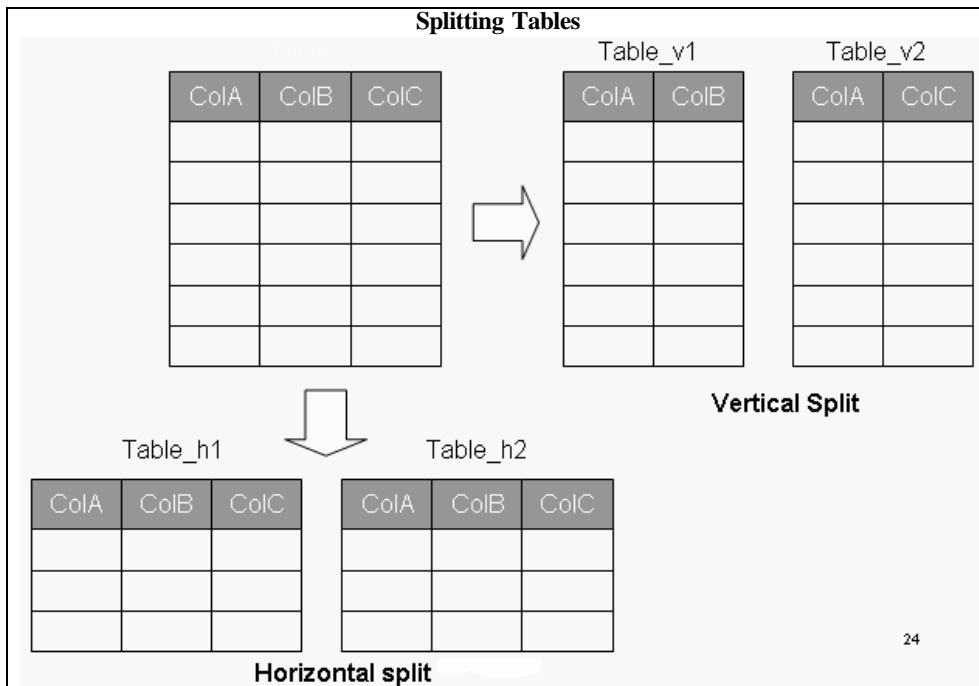 Splitting Tables
Table_v1 Table_v2
ColA ColB ColC
ColA ColB
ColA ColC
Vertical Split
Table_h1 Table_h2
ColA ColB ColC
ColA ColB ColC
24
Horizontal split